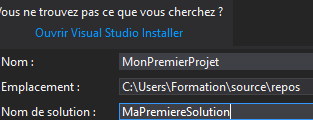 Vous ne trouvez pas ce que vous cherchez ?
Ouvrir Visual Studio Installer
Nom : MonPremierProjet
Emplacement : C:\Users\Formation\source\repos
Nom de solution : MaPremiereSolution